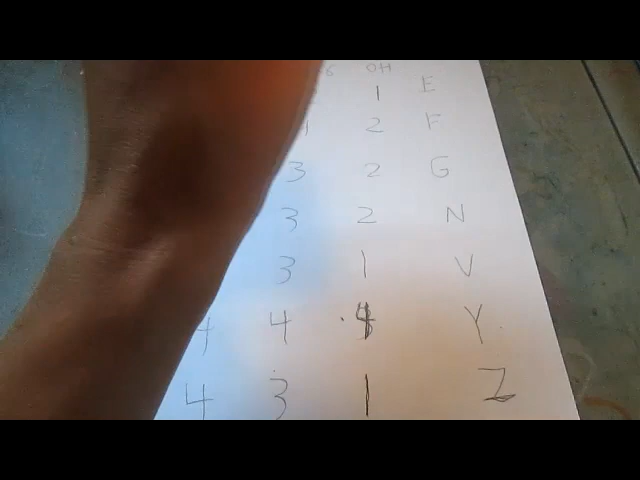 OH
1 E
1 2 F
3 2 G
3 2 N
3 1 V
4 4 4 Y
4 3 1 Z